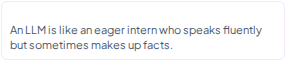 An LLM is like an eager intern who speaks fluently
but sometimes makes up facts.